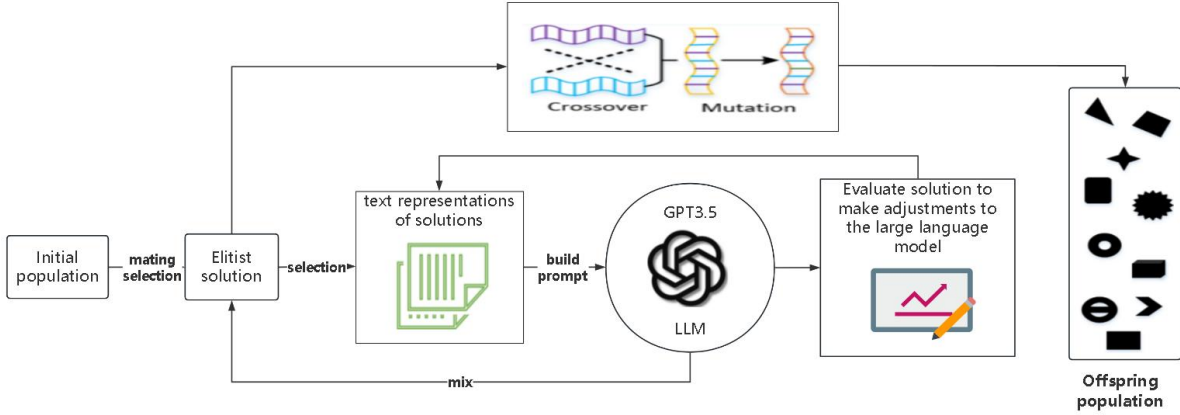 Crossover
Mutation
Initial
population
mating
selection
Elitist
solution
selection
text representations
of solutions
build
prompt
GPT3.5
LLM
Evaluate solution to
make adjustments to
the large language
model
mix
Offspring
population